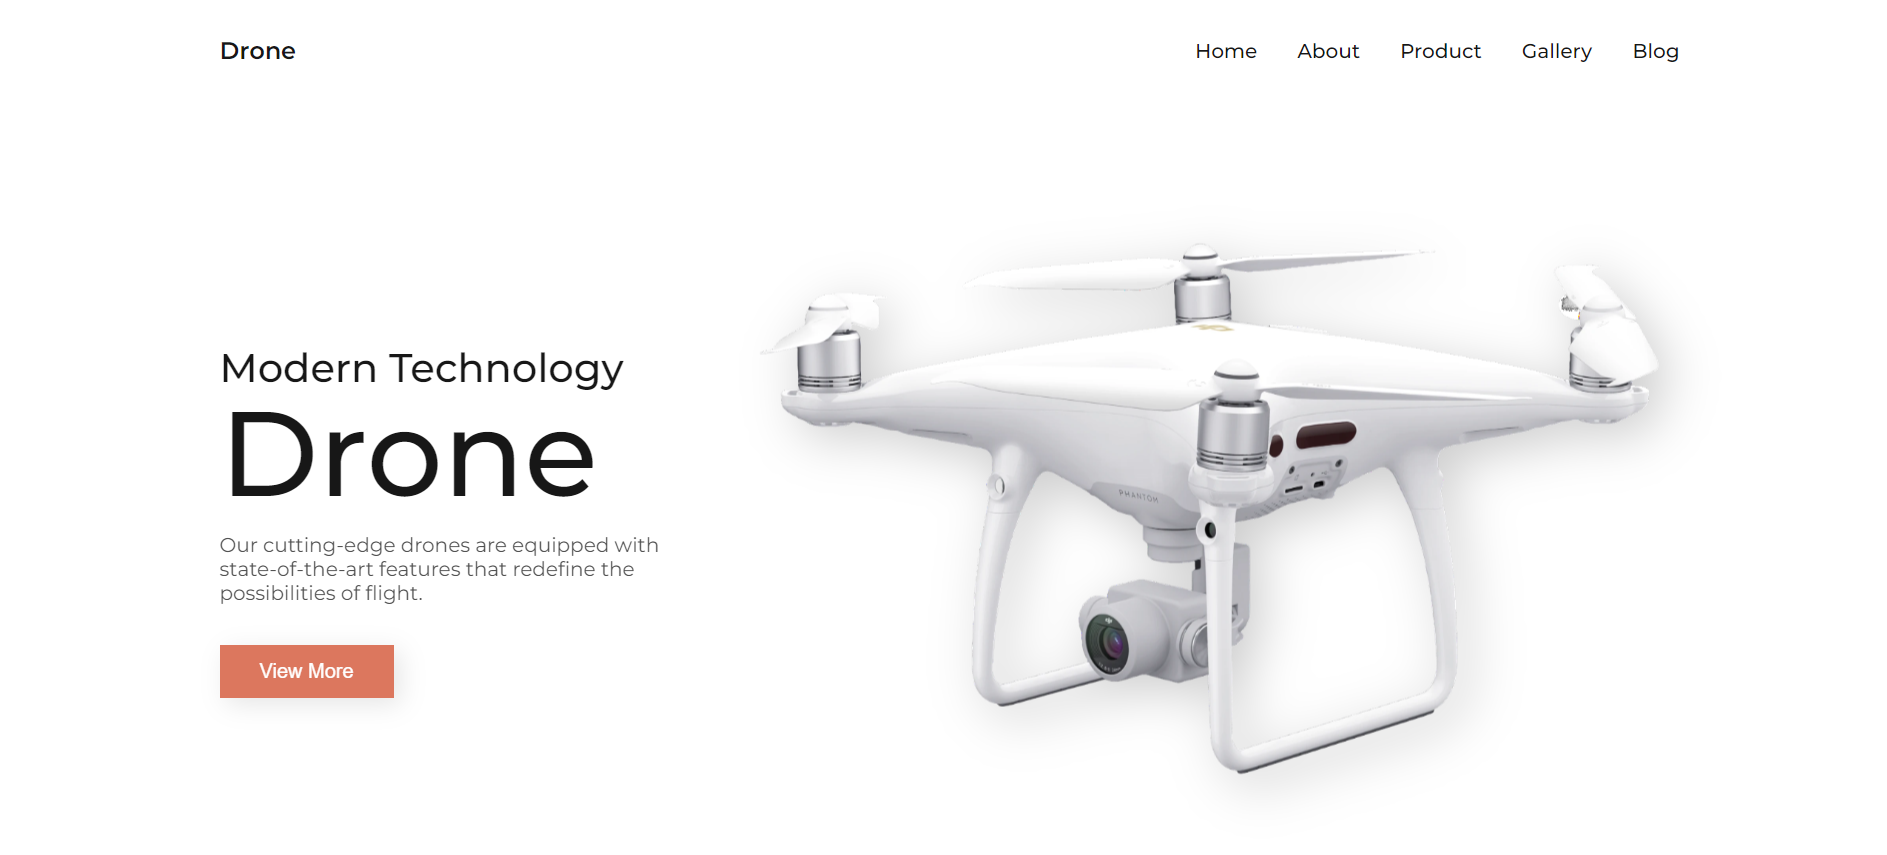 Drone
Home About Product Gallery Blog
Modern Technology
Drone
Our cutting-edge drones are equipped with
state-of-the-art features that redefine the
possibilities of flight.
PHANTOM
View More